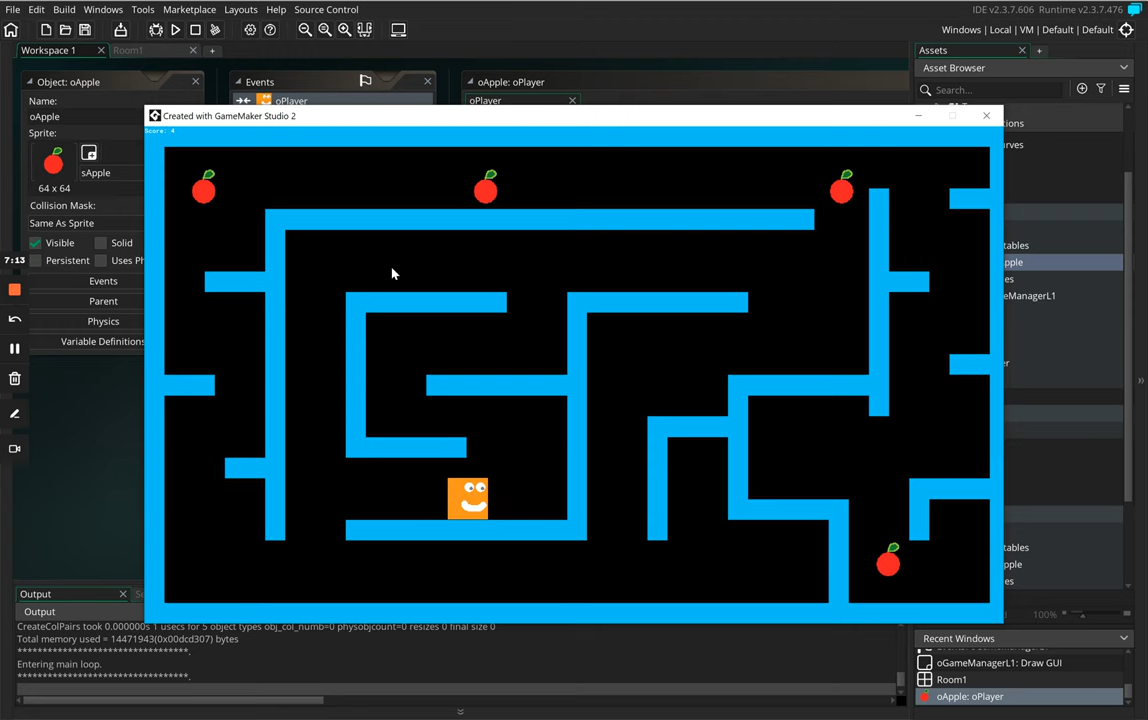 File Edit Build Windows Tools Marketplace Layouts Help Source Control
IDE v2.3.7.606 Runtime v2.3.7.476
Windows | Local | VM | Default | Default
Workspace 1
Room1
Assets
Object: oApple
Events
oApple: oPlayer
Asset Browser
Name:
oPlayer
oPlayer
Search...
oApple
Created with GameMaker Studio 2
Score: 4
Sprite:
sApple
64 x 64
Collision Mask:
Same As Sprite
Visible
Solid
Persistent
Uses Ph
7:13
Events
eManagerL1
Parent
Physics
Variable Definitions
Output
Output
CreateColPairs took 0.000000s 1 usecs for 5 object types obj_col_numb=0 physobjcount=0 resizes 0 final size 0
Total memory used = 14471943(0x00dcd307) bytes
*********************************.
Entering main loop.
*********************************.
100%
Recent Windows
oGameManagerL1: Draw GUI
Room1
oApple: oPlayer